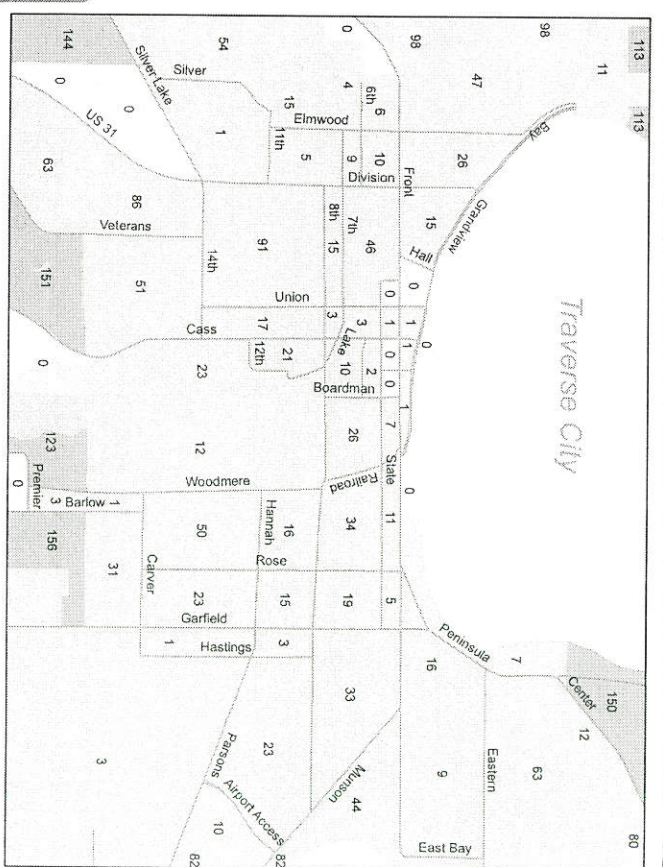 Traverse City
113
113
11
98
98
47
0
54
144
Silver Lake
Silver
0
0
US 31
1
15
Elmwood
11th
5
4
6th
6
9
10
Division
Front
26
Bay
Grandview
15
Hall
63
86
Veterans
14th
91
8th
15
7th
46
151
51
Union
0
0
1
1
0
3
3
Lake
17
Cass
12th
21
10
2
0
0
1
1
Boardman
23
0
12
26
7
State
Railroad
0
123
Woodmere
Premier
0
3
Barlow
1
156
31
Carver
50
Hannah
16
Rose
34
11
23
15
19
5
Garfield
1
Hastings
3
Peninsula
16
7
Center
150
12
33
Munson
44
23
Parsons
Airport Access
10
82
82
3
9
Eastern
63
East Bay
80